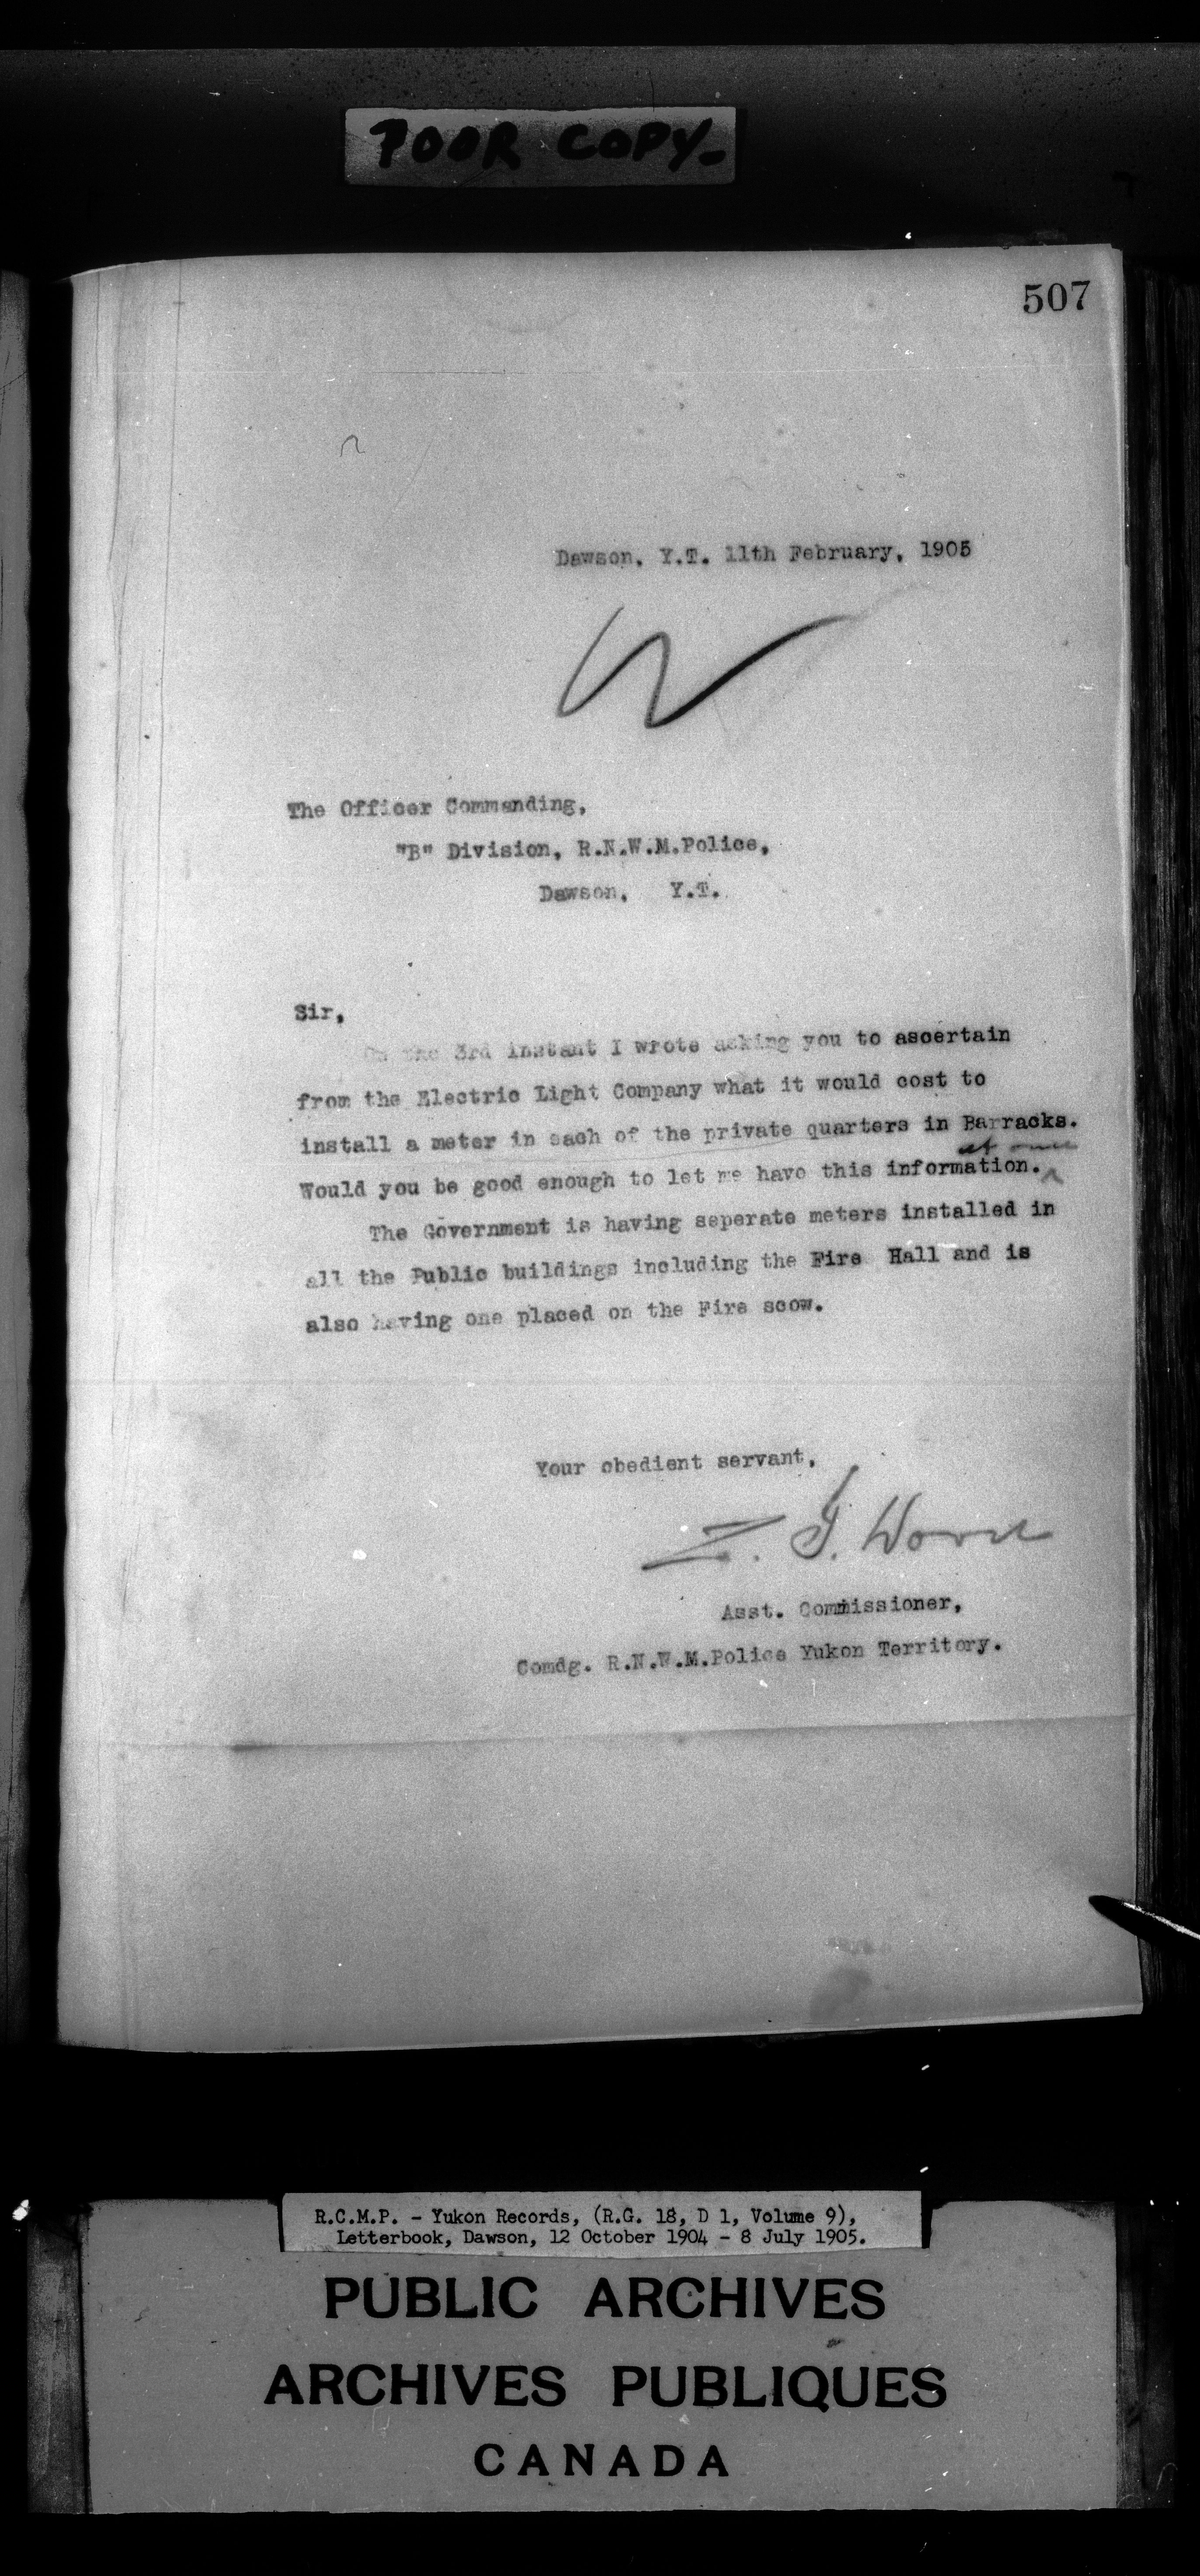 POOR COPY-
507
Dawson, Y.T. 11th February, 1905
The Officer Commanding,
"B" Division, R.N.W.M.Police,
Dawson, Y.T.
Sir,
On the 3rd instant I wrote asking you to ascertain
from the Electric Light Company what it would cost to
install a meter in each of the private quarters in Barracks.
at once
Would you be good enough to let me have this information.^
The Government is having seperate meters installed in
all the Public buildings including the Fire Hall and is
also having one placed on the Fire scow.
Your obedient servant,
Z. T. Wood
Asst. Commissioner,
Comdg. R.N.W.M.Police Yukon Territory.
R.C.M.P. - Yukon Records, (R.G. 18, D 1, Volume 9),
Letterbook, Dawson, 12 October 1904 - 8 July 1905.
PUBLIC ARCHIVES
ARCHIVES PUBLIQUES
CANADA